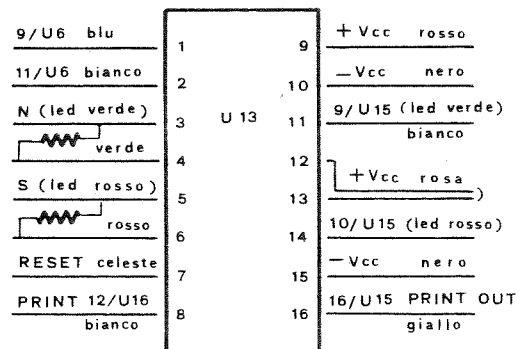 9/U6 blu
1
11/U6 bianco
2
N (led verde)
3
verde
4
S (led rosso)
5
rosso
6
RESET celeste
7
PRINT 12/U16
8
bianco
U 13
+ Vcc rosso
9
− Vcc nero
10
9/U15 (led verde)
11
bianco
12
+ Vcc rosa
13
10/U15 (led rosso)
14
− Vcc nero
15
16/U15 PRINT OUT
16
giallo